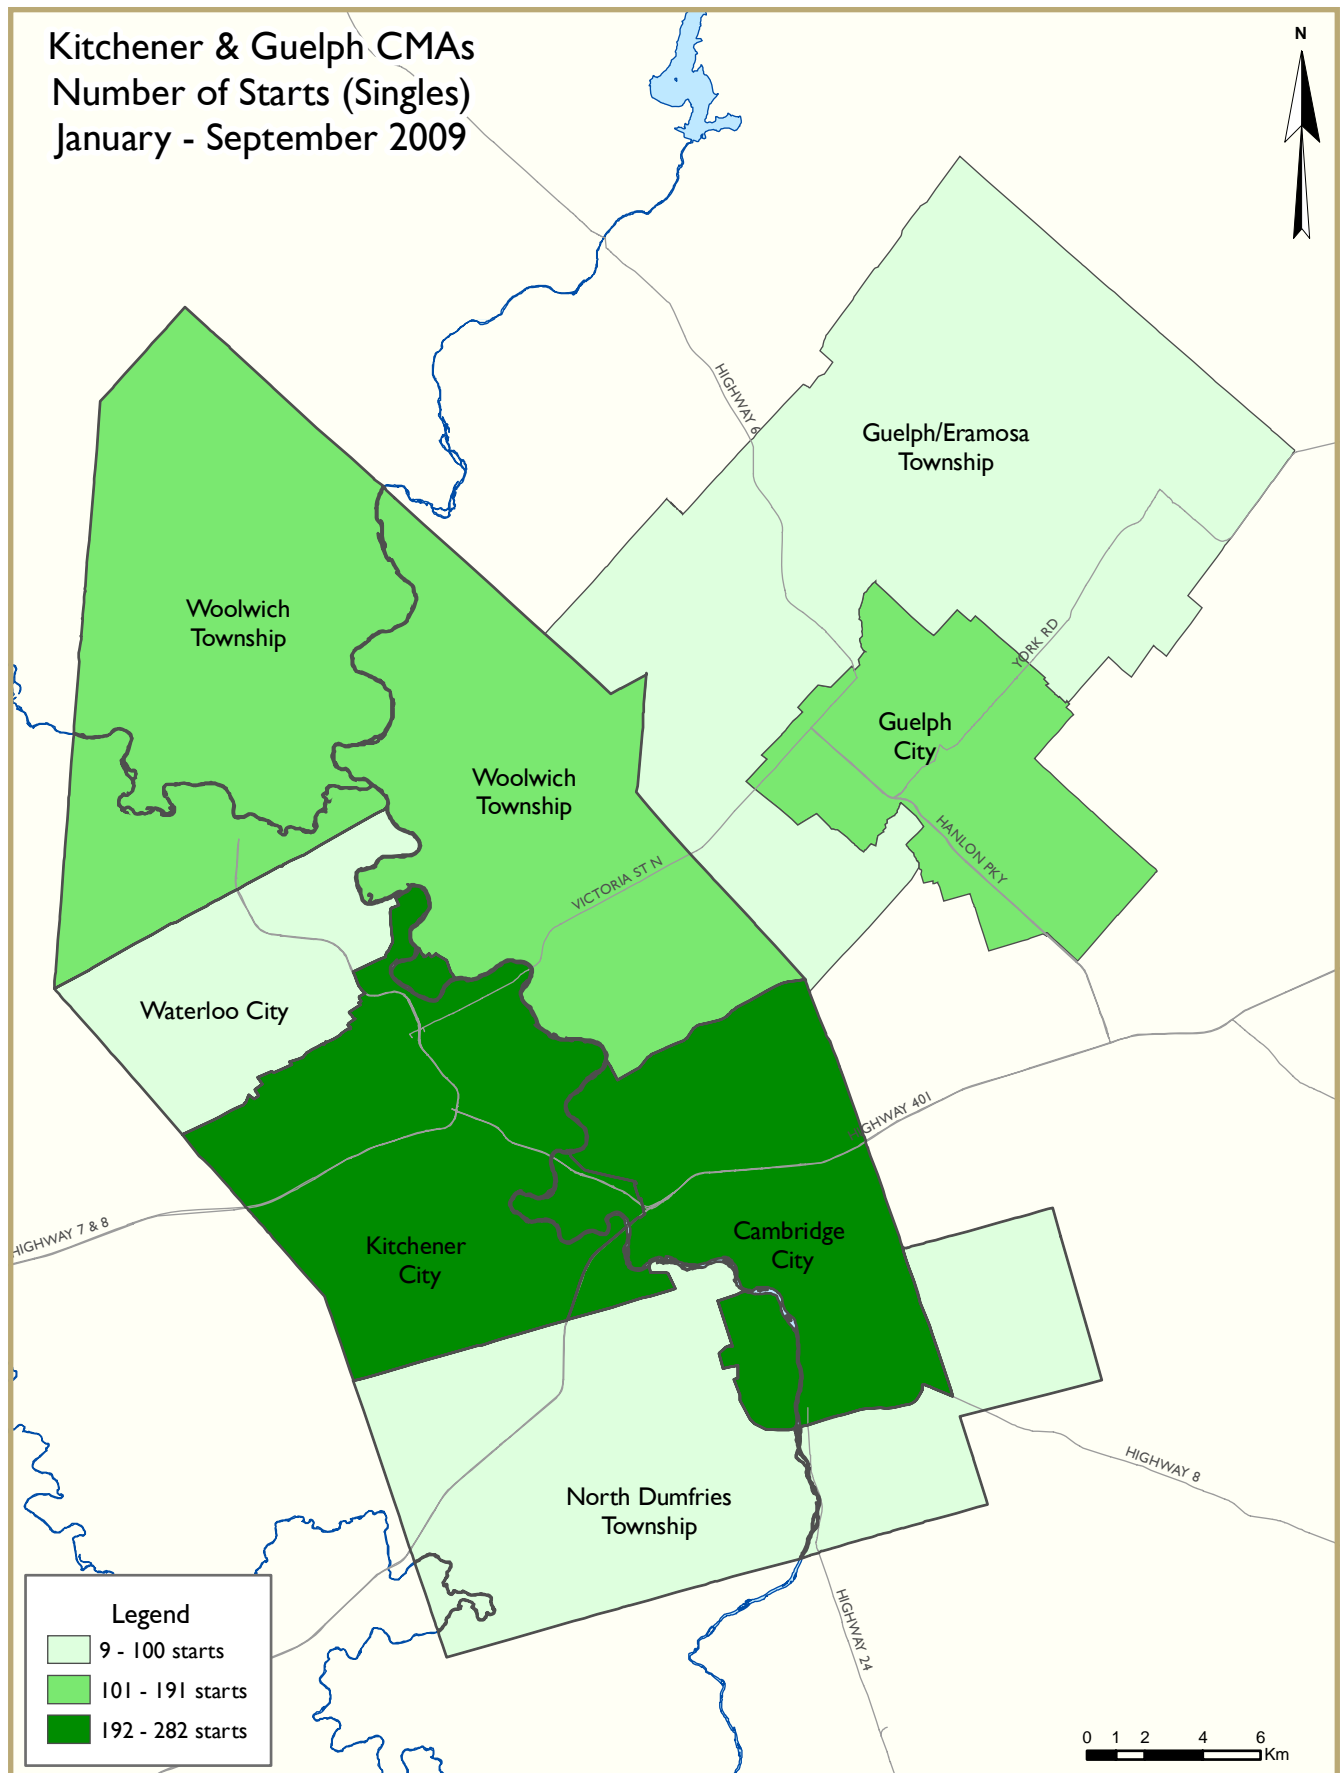 Kitchener & Guelph CMAs
Number of Starts (Singles)
January - September 2009
N
HIGHWAY 6
Guelph/Eramosa
Township
Woolwich
Township
YORK RD
Guelph
City
Woolwich
Township
HANLON PKY
VICTORIA ST N
Waterloo City
HIGHWAY 401
HIGHWAY 7 & 8
Kitchener
City
Cambridge
City
HIGHWAY 8
North Dumfries
Township
HIGHWAY 24
Legend
9 - 100 starts
101 - 191 starts
192 - 282 starts
0 1 2 4 6
Km